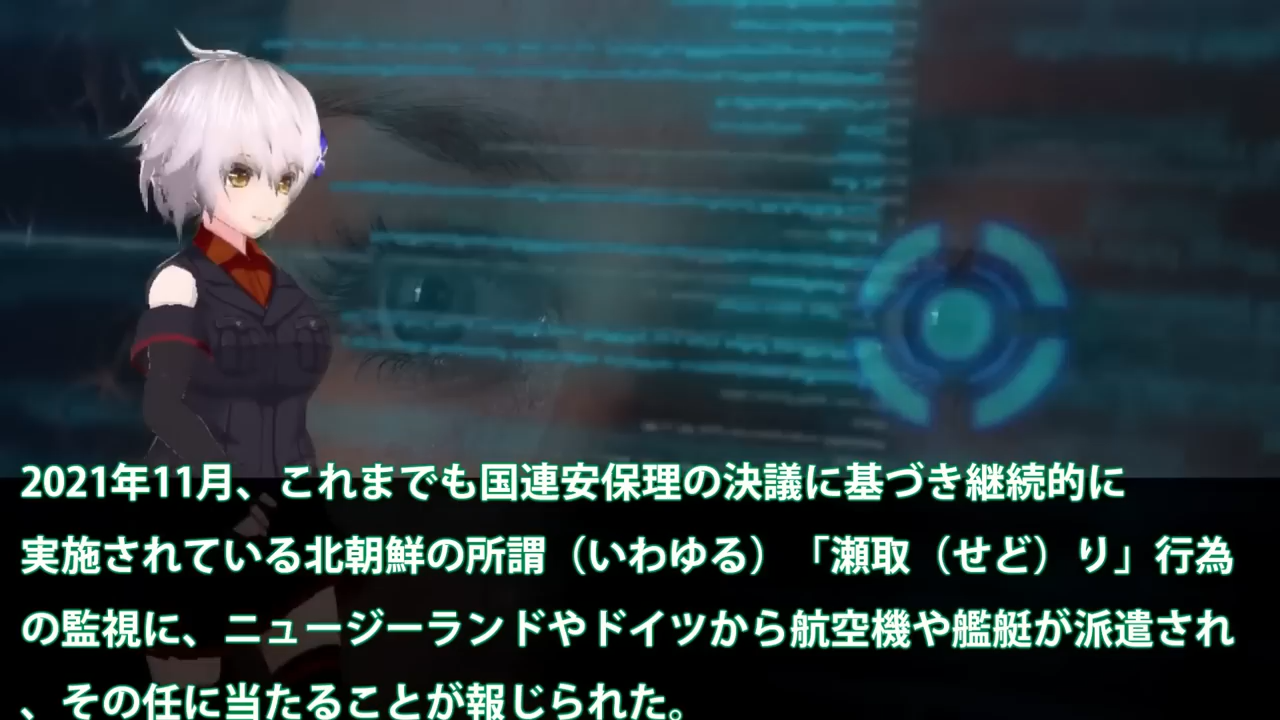 2021年11月、これまでも国連安保理の決議に基づき継続的に
実施されている北朝鮮の所謂（いわゆる）「瀬取（せど）り」行為
の監視に、ニュージーランドやドイツから航空機や艦艇が派遣され
、その任に当たることが報じられた。